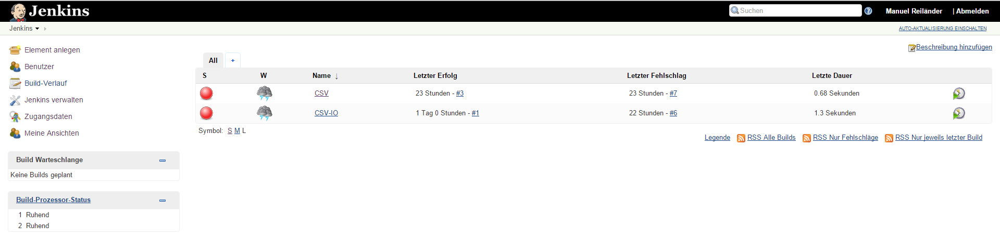 Jenkins
Suchen
Manuel Reiländer | Abmelden
Jenkins
AUTO-AKTUALISIERUNG EINSCHALTEN
Element anlegen
Benutzer
Build-Verlauf
Jenkins verwalten
Zugangsdaten
Meine Ansichten
Build Warteschlange
Keine Builds geplant
Build-Prozessor-Status
1 Ruhend
2 Ruhend
Beschreibung hinzufügen
All +
S W Name ↓ Letzter Erfolg Letzter Fehlschlag Letzte Dauer
CSV 23 Stunden - #3 23 Stunden - #7 0.68 Sekunden
CSV-IO 1 Tag 0 Stunden - #1 22 Stunden - #6 1.3 Sekunden
Symbol: S M L
Legende RSS Alle Builds RSS Nur Fehlschläge RSS Nur jeweils letzter Build